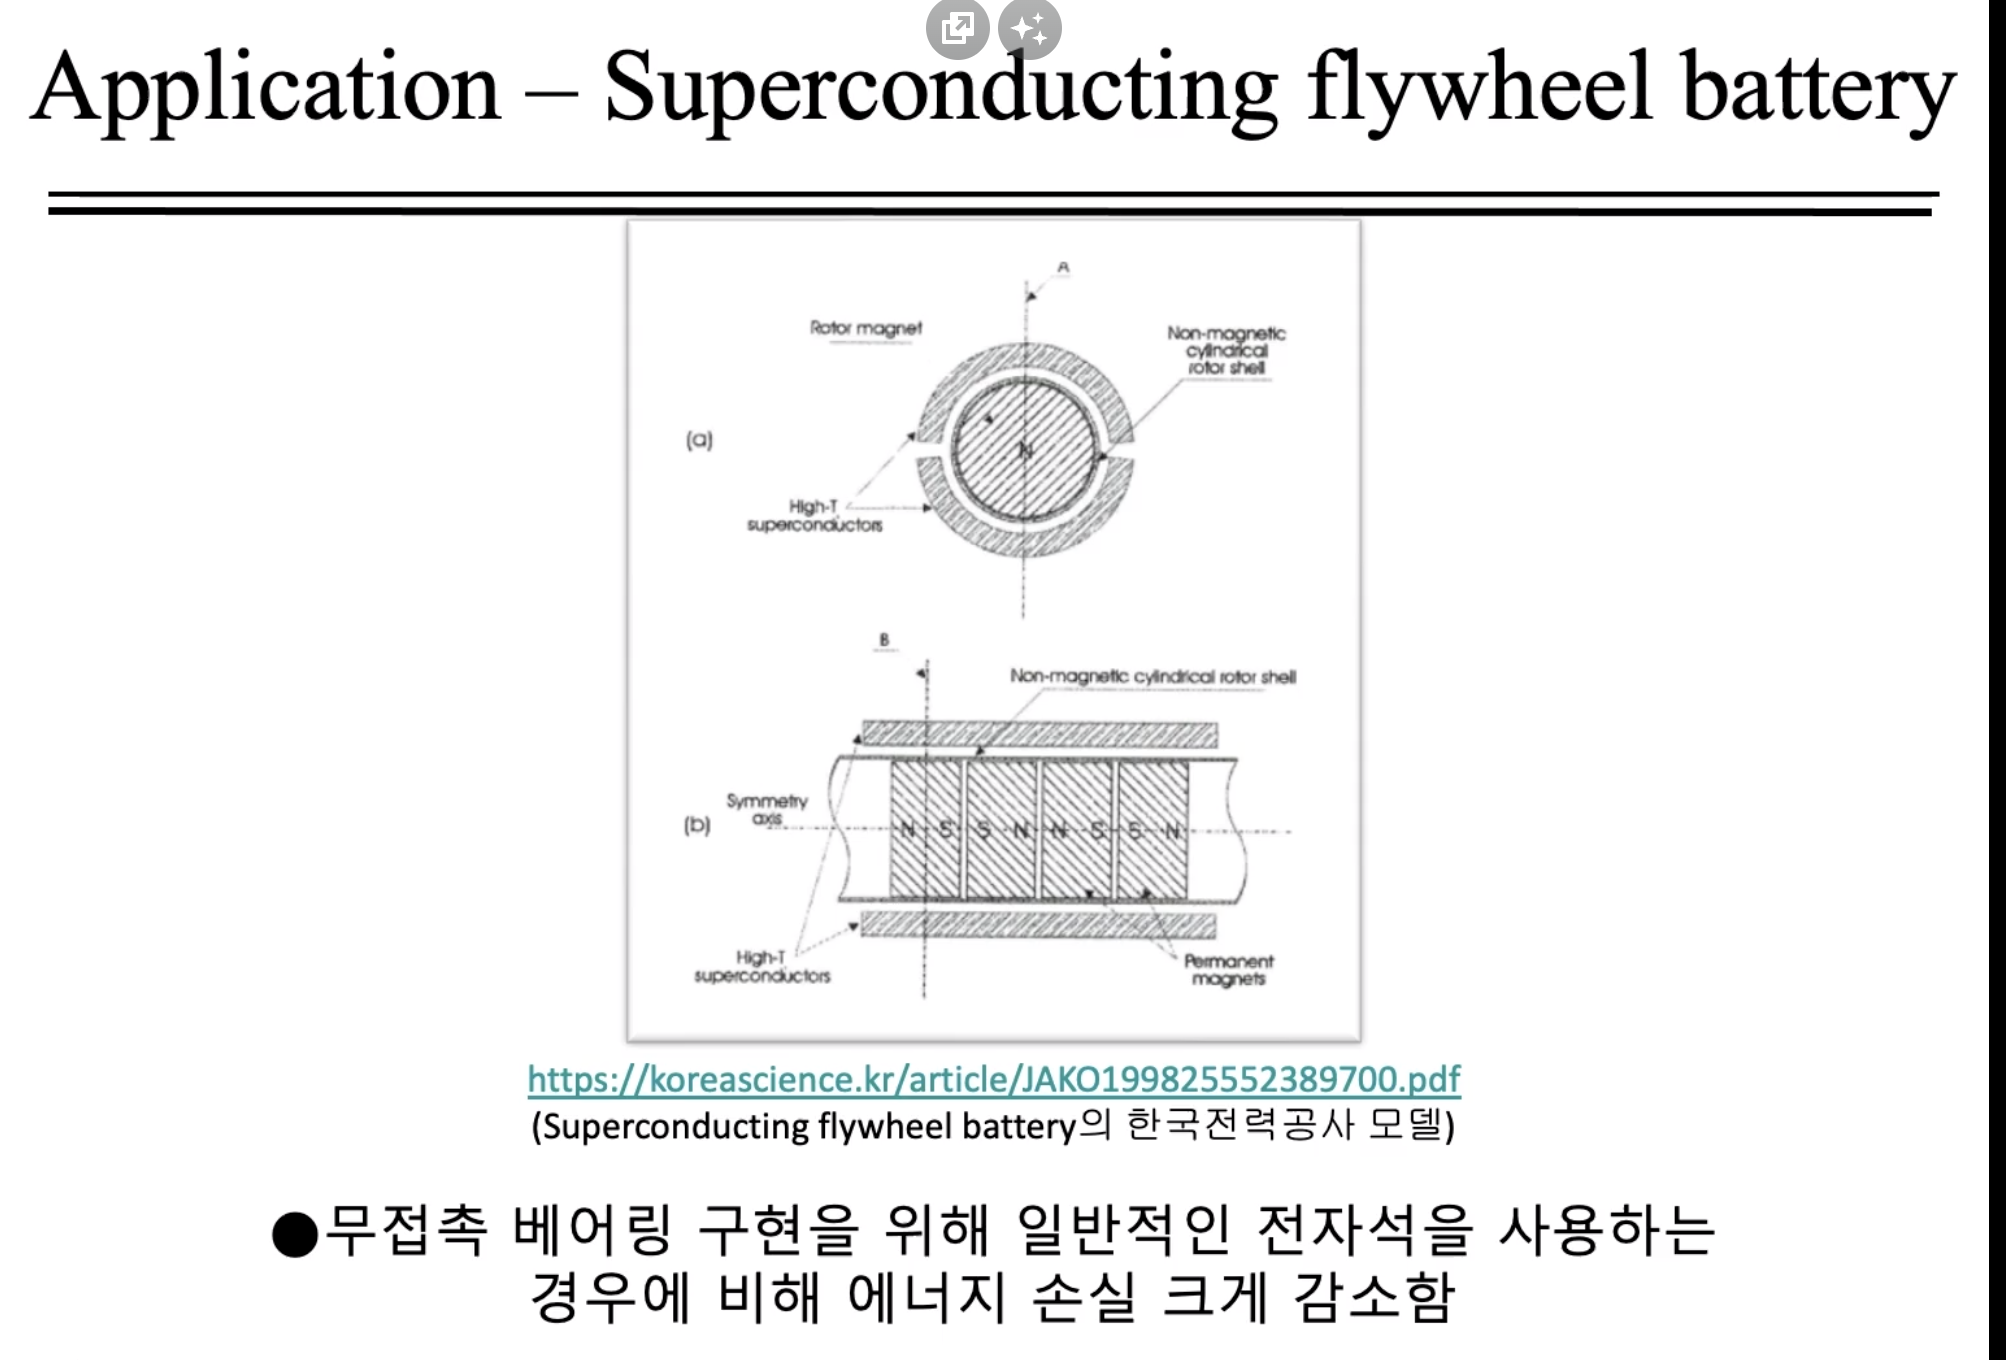 Application – Superconducting flywheel battery
A
Rotor magnet
Non-magnetic
cylindrical
rotor shell
(a)
N
High-T
superconductors
B
Non-magnetic cylindrical rotor shell
Symmetry
axis
(b)
N S S N N S S N
High-T
superconductors
Permanent
magnets
https://koreascience.kr/article/JAKO199825552389700.pdf
(Superconducting flywheel battery의 한국전력공사 모델)
●무접촉 베어링 구현을 위해 일반적인 전자석을 사용하는
경우에 비해 에너지 손실 크게 감소함